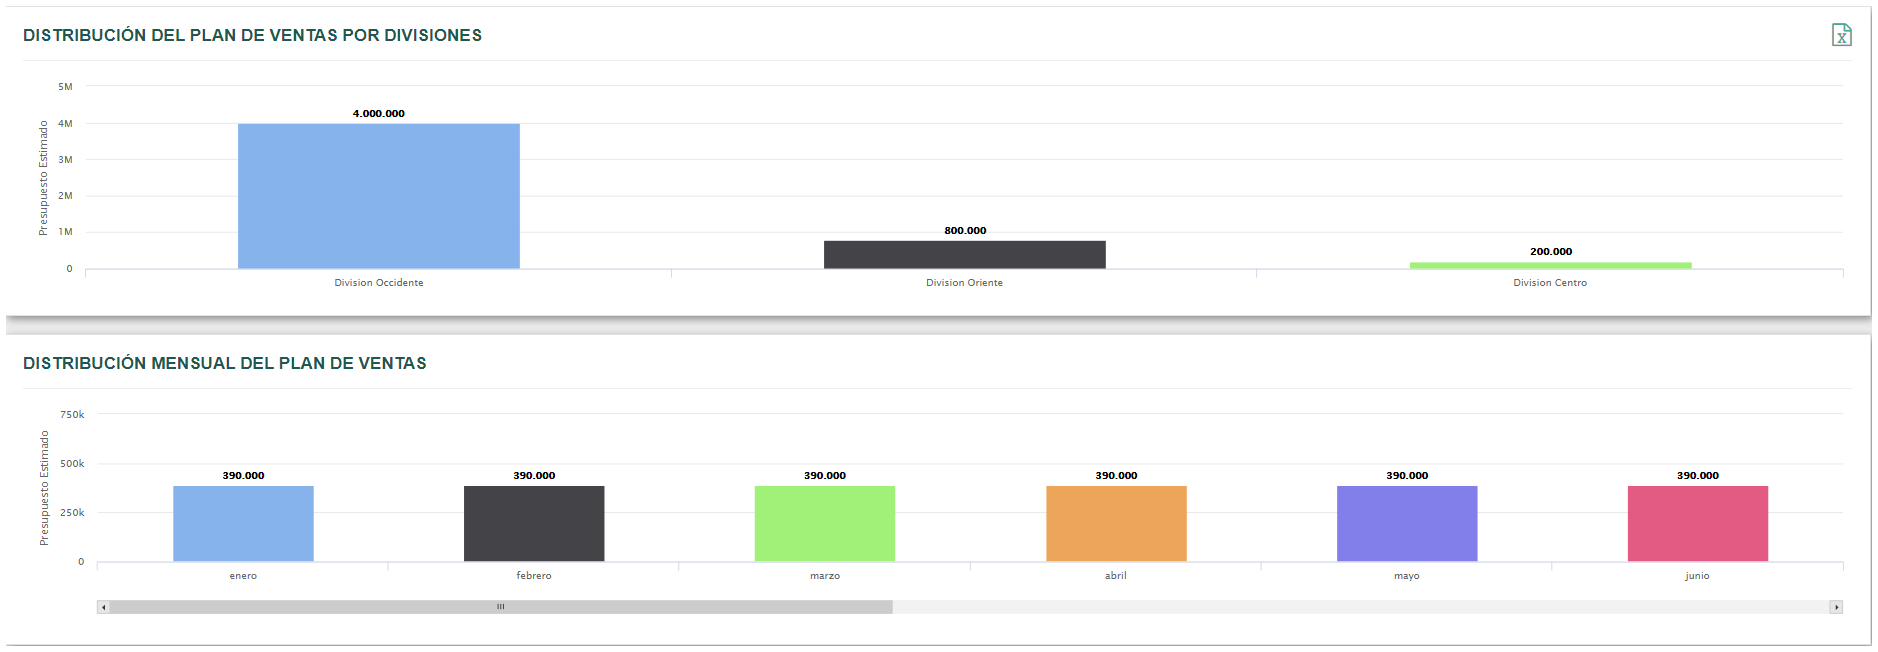 DISTRIBUCIÓN DEL PLAN DE VENTAS POR DIVISIONES
X
Presupuesto Estimado
5M
4M
3M
2M
1M
0
4.000.000
800.000
200.000
Division Occidente
Division Oriente
Division Centro
DISTRIBUCIÓN MENSUAL DEL PLAN DE VENTAS
Presupuesto Estimado
750k
500k
250k
0
390.000
390.000
390.000
390.000
390.000
390.000
enero
febrero
marzo
abril
mayo
junio